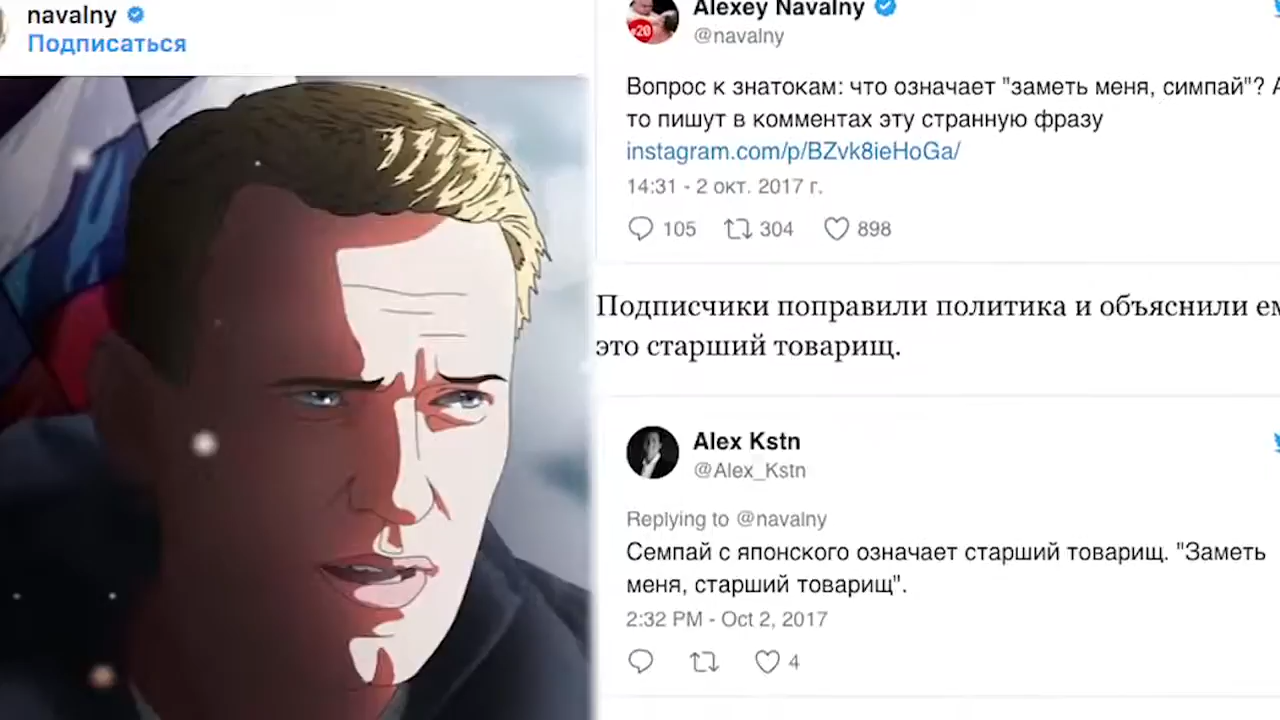 navalny
Подписаться
Alexey Navalny
@navalny
Вопрос к знатокам: что означает "заметь меня, симпай"? А
то пишут в комментах эту странную фразу
instagram.com/p/BZvk8ieHoGa/
14:31 - 2 окт. 2017 г.
105 304 898
Подписчики поправили политика и объяснили
это старший товарищ.
Alex Kstn
@Alex_Kstn
Replying to @navalny
Семпай с японского означает старший товарищ. "Заметь
меня, старший товарищ".
2:32 PM - Oct 2, 2017
4
#20